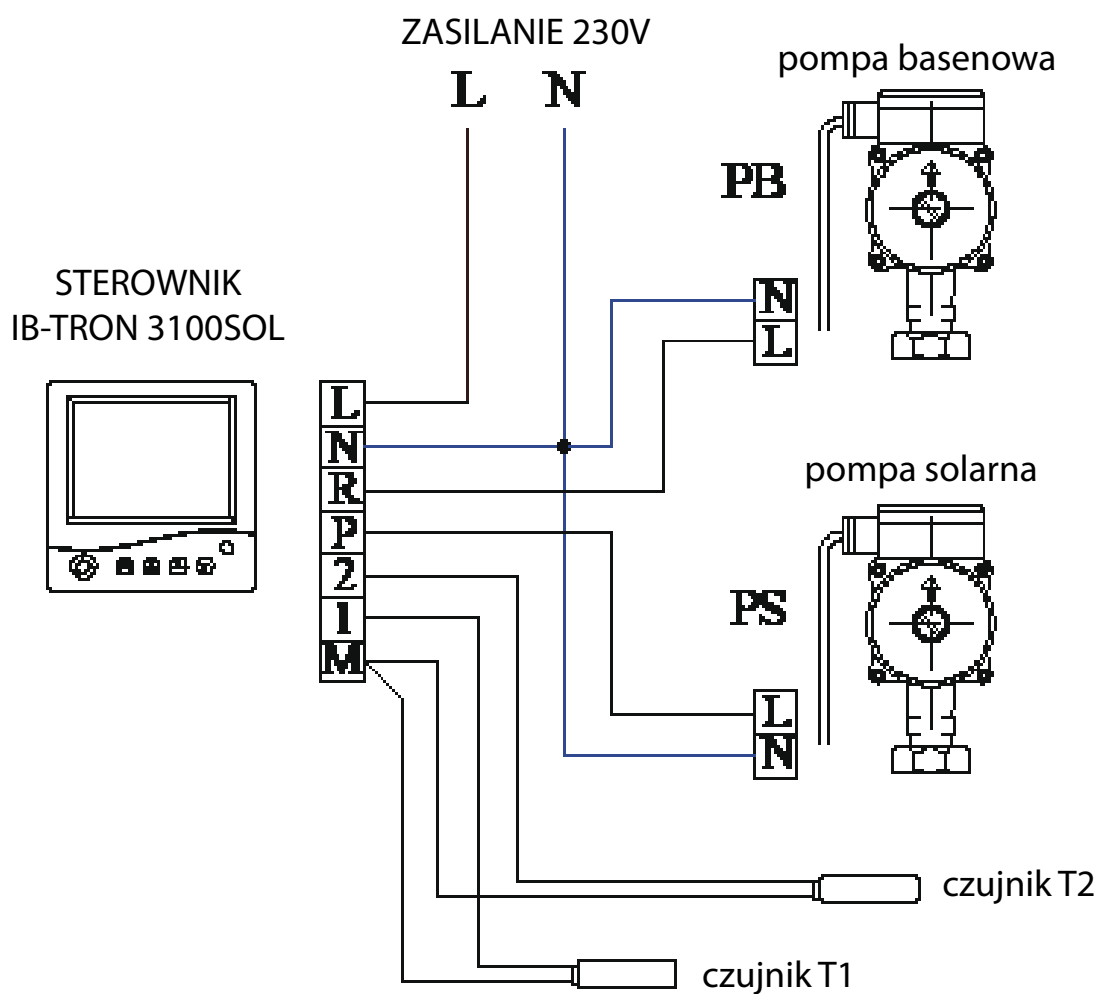 ZASILANIE 230V
L N
pompa basenowa
PB
N
L
STEROWNIK
IB-TRON 3100SOL
L
N
R
P
2
1
M
pompa solarna
PS
L
N
czujnik T2
czujnik T1